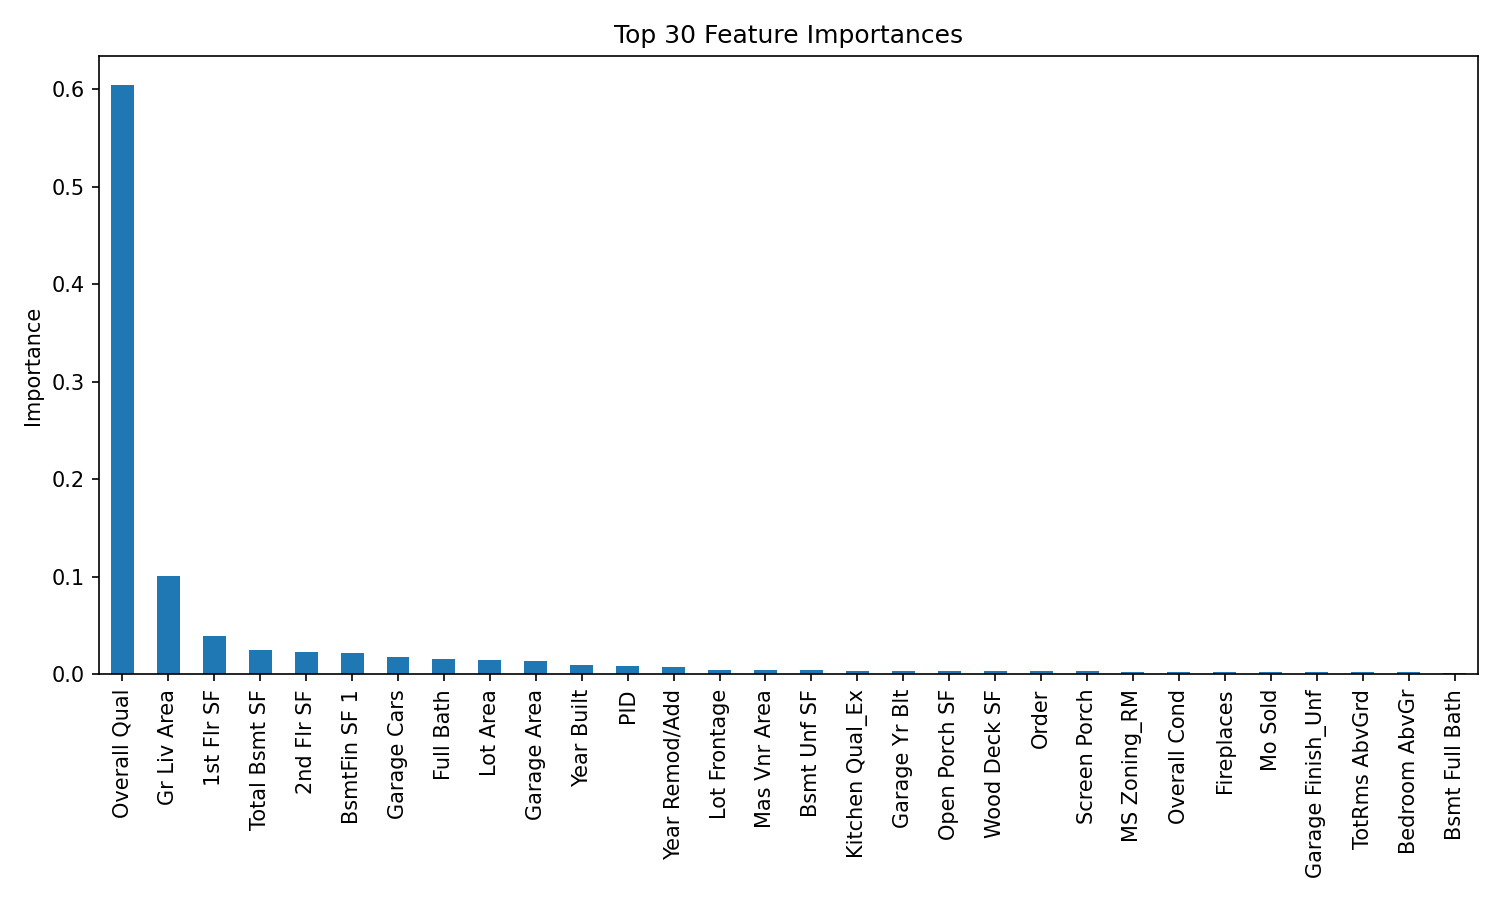 Top 30 Feature Importances
Importance
0.6
0.5
0.4
0.3
0.2
0.1
0.0
Overall Qual
Gr Liv Area
1st Flr SF
Total Bsmt SF
2nd Flr SF
BsmtFin SF 1
Garage Cars
Full Bath
Lot Area
Garage Area
Year Built
PID
Year Remod/Add
Lot Frontage
Mas Vnr Area
Bsmt Unf SF
Kitchen Qual_Ex
Garage Yr Blt
Open Porch SF
Wood Deck SF
Order
Screen Porch
MS Zoning_RM
Overall Cond
Fireplaces
Mo Sold
Garage Finish_Unf
TotRms AbvGrd
Bedroom AbvGr
Bsmt Full Bath